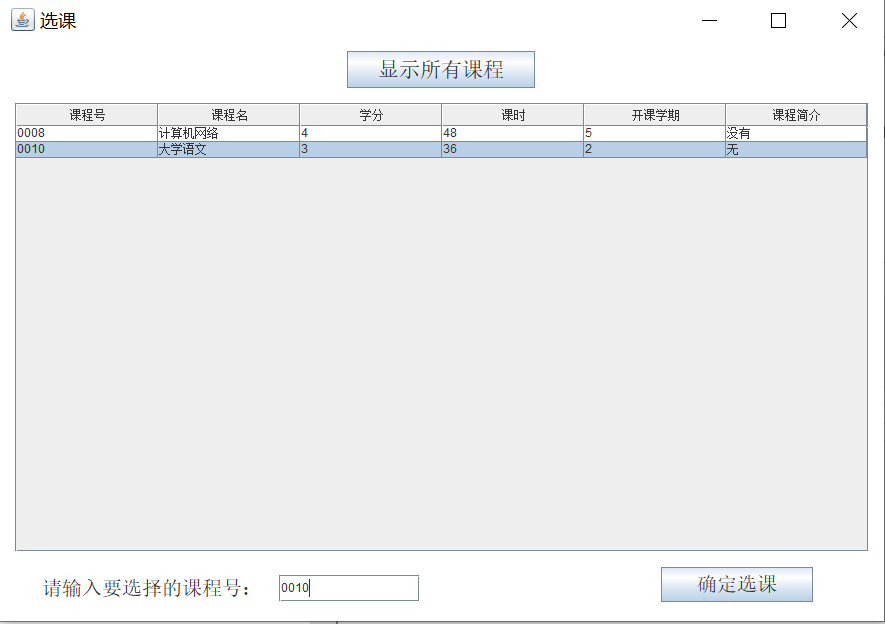 选课
显示所有课程
课程号 课程名 学分 课时 开课学期 课程简介
0008 计算机网络 4 48 5 没有
0010 大学语文 3 36 2 无
请输入要选择的课程号： 0010 确定选课